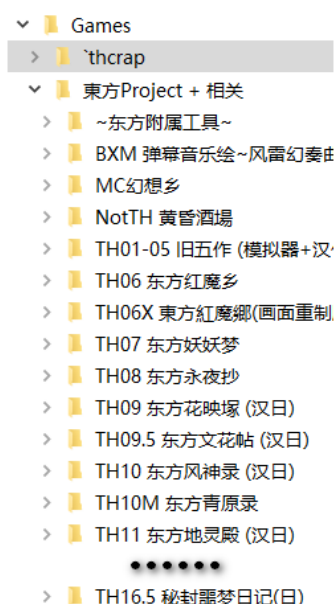 Games
`thcrap
東方Project + 相关
~东方附属工具~
BXM 弹幕音乐绘~风雷幻奏曲
MC幻想乡
NotTH 黄昏酒場
TH01-05 旧五作 (模拟器+汉化
TH06 东方红魔乡
TH06X 東方紅魔郷(画面重制
TH07 东方妖妖梦
TH08 东方永夜抄
TH09 东方花映塚 (汉日)
TH09.5 东方文花帖 (汉日)
TH10 东方风神录 (汉日)
TH10M 东方青原录
TH11 东方地灵殿 (汉日)
••••••
TH16.5 秘封噩梦日记(日)